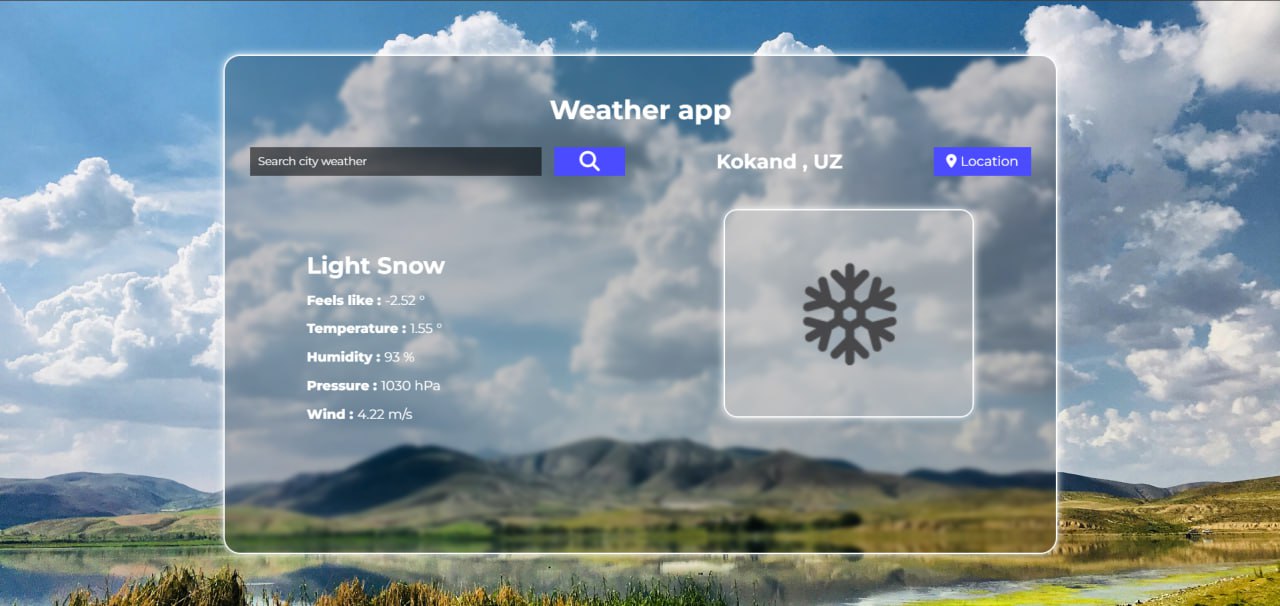 Weather app
Search city weather
Kokand , UZ
Location
Light Snow
Feels like : -2.52 °
Temperature : 1.55 °
Humidity : 93 %
Pressure : 1030 hPa
Wind : 4.22 m/s